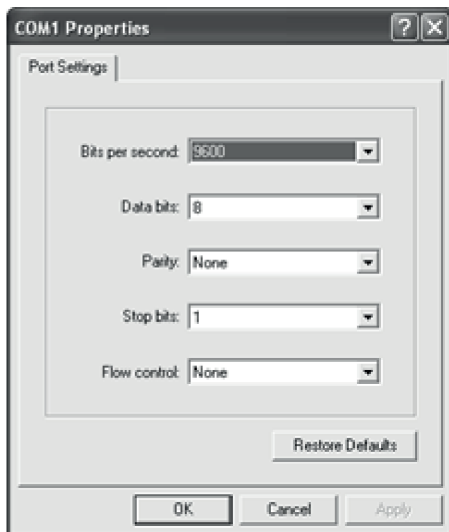 COM1 Properties
Port Settings
Bits per second: 9600
Data bits: 8
Parity: None
Stop bits: 1
Flow control: None
Restore Defaults
OK Cancel Apply